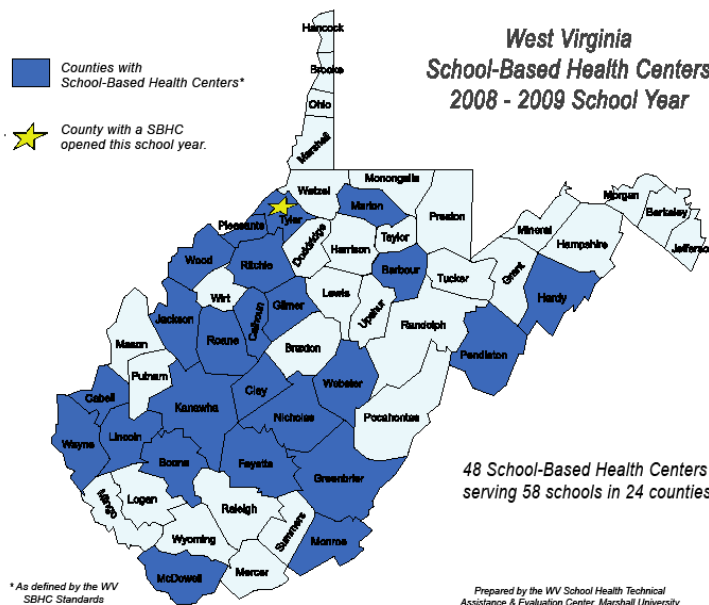 West Virginia
School-Based Health Centers
2008 - 2009 School Year
Counties with
School-Based Health Centers*
County with a SBHC
opened this school year.
Hancock
Brooke
Ohio
Marshall
Wetzel
Monongalia
Marion
Preston
Morgan
Berkeley
Jefferson
Mineral
Hampshire
Grant
Hardy
Pleasants
Tyler
Doddridge
Harrison
Taylor
Wood
Ritchie
Barbour
Tucker
Wirt
Lewis
Upshur
Randolph
Jackson
Roane
Calhoun
Gilmer
Braxton
Pendleton
Mason
Putnam
Webster
Cabell
Kanawha
Clay
Nicholas
Pocahontas
Wayne
Lincoln
Boone
Fayette
Greenbrier
Mingo
Logan
Raleigh
Summers
Wyoming
Monroe
McDowell
Mercer
48 School-Based Health Centers
serving 58 schools in 24 counties
* As defined by the WV
SBHC Standards
Prepared by the WV School Health Technical
Assistance & Evaluation Center, Marshall University